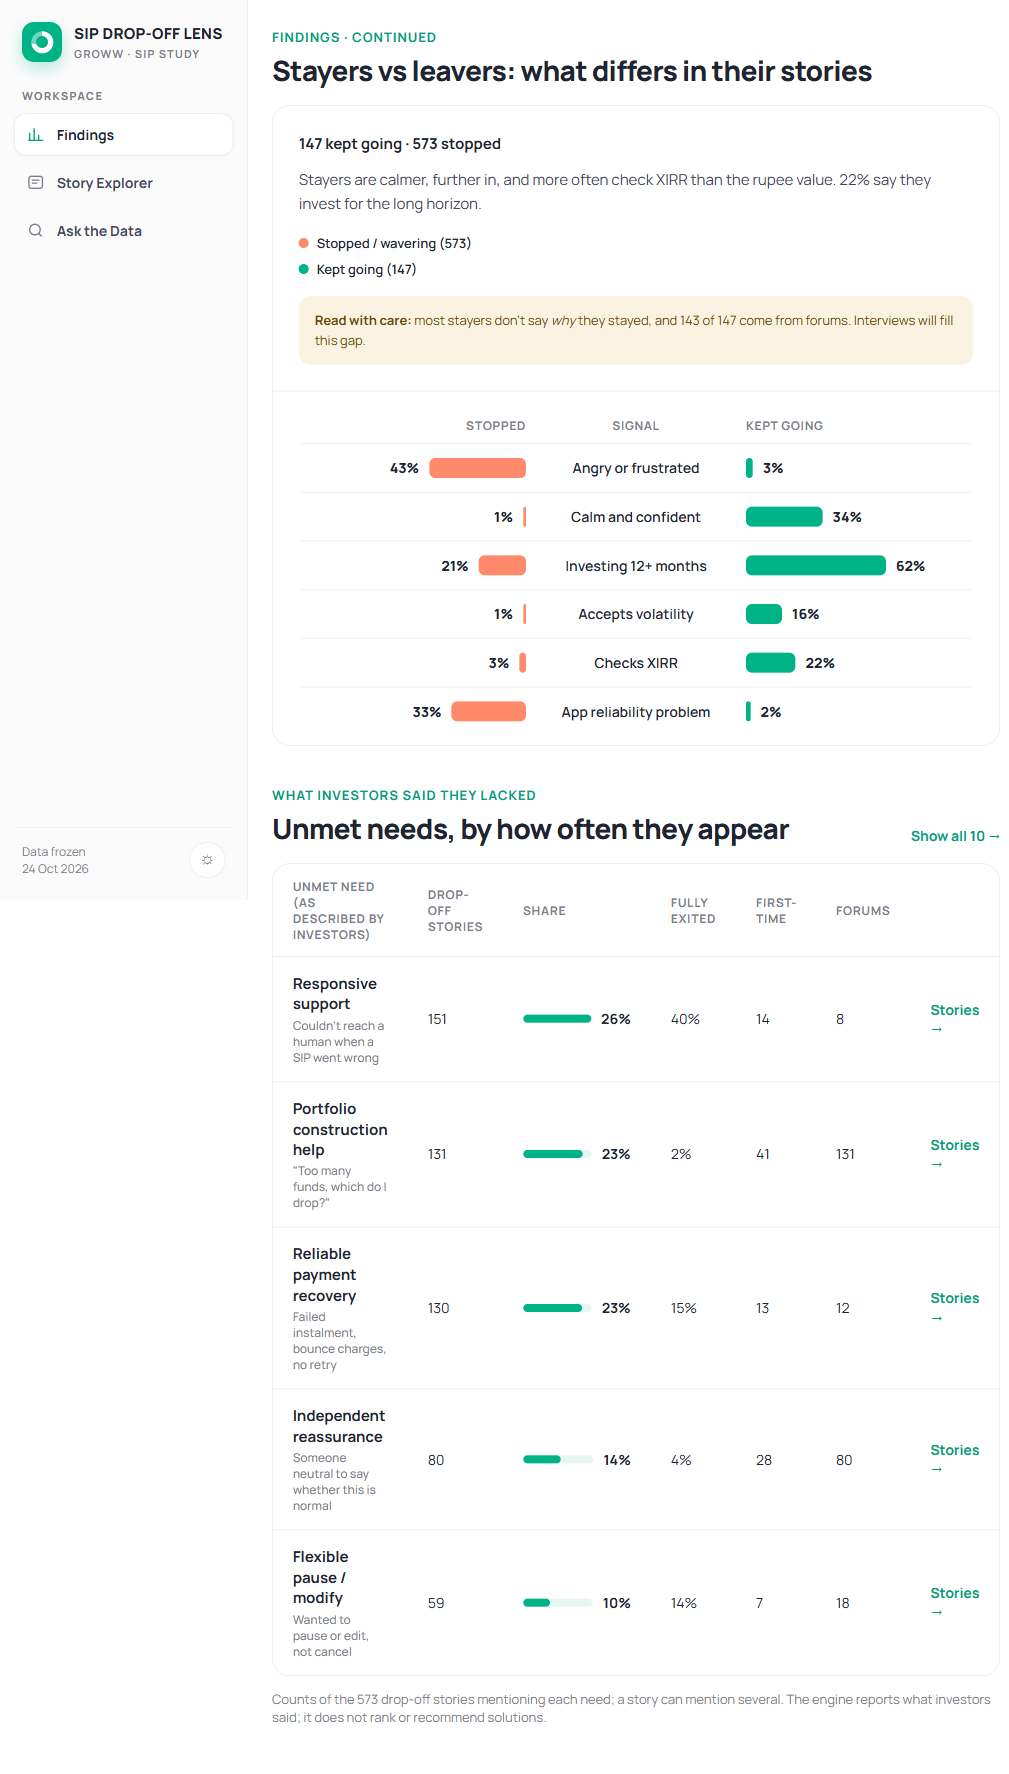 SIP DROP-OFF LENS
GROWW · SIP STUDY
WORKSPACE
Findings
Story Explorer
Ask the Data
Data frozen
24 Oct 2026
FINDINGS · CONTINUED
Stayers vs leavers: what differs in their stories
147 kept going · 573 stopped
Stayers are calmer, further in, and more often check XIRR than the rupee value. 22% say they
invest for the long horizon.
Stopped / wavering (573)
Kept going (147)
Read with care: most stayers don't say why they stayed, and 143 of 147 come from forums. Interviews will fill
this gap.
STOPPED SIGNAL KEPT GOING
43% Angry or frustrated 3%
1% Calm and confident 34%
21% Investing 12+ months 62%
1% Accepts volatility 16%
3% Checks XIRR 22%
33% App reliability problem 2%
WHAT INVESTORS SAID THEY LACKED
Unmet needs, by how often they appear
Show all 10 →
UNMET NEED
(AS
DESCRIBED BY
INVESTORS)
DROP-
OFF
STORIES
SHARE
FULLY
EXITED
FIRST-
TIME
FORUMS
Responsive
support
Couldn't reach a
human when a
SIP went wrong
151 26% 40% 14 8
Stories
→
Portfolio
construction
help
"Too many
funds, which do I
drop?"
131 23% 2% 41 131
Stories
→
Reliable
payment
recovery
Failed
instalment,
bounce charges,
no retry
130 23% 15% 13 12
Stories
→
Independent
reassurance
Someone
neutral to say
whether this is
normal
80 14% 4% 28 80
Stories
→
Flexible
pause /
modify
Wanted to
pause or edit,
not cancel
59 10% 14% 7 18
Stories
→
Counts of the 573 drop-off stories mentioning each need; a story can mention several. The engine reports what investors
said; it does not rank or recommend solutions.